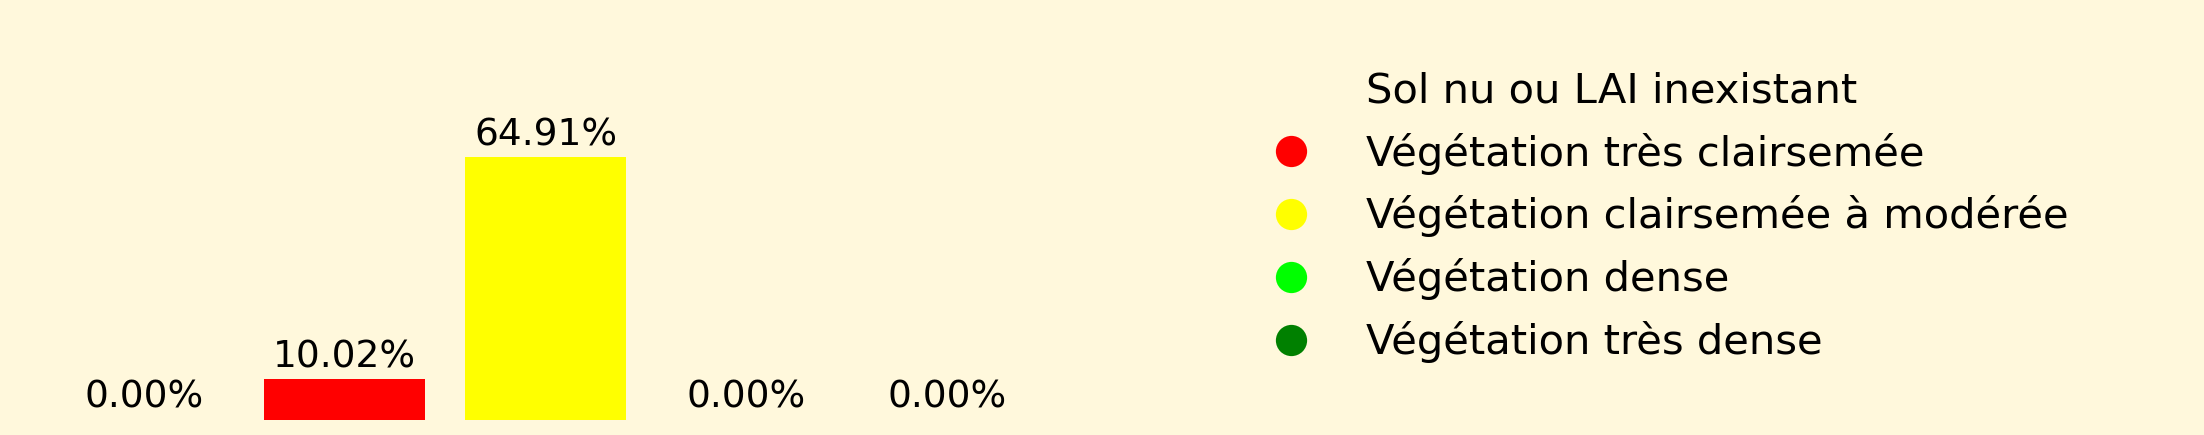 0.00%
10.02%
64.91%
0.00%
0.00%
Sol nu ou LAI inexistant
Végétation très clairsemée
Végétation clairsemée à modérée
Végétation dense
Végétation très dense